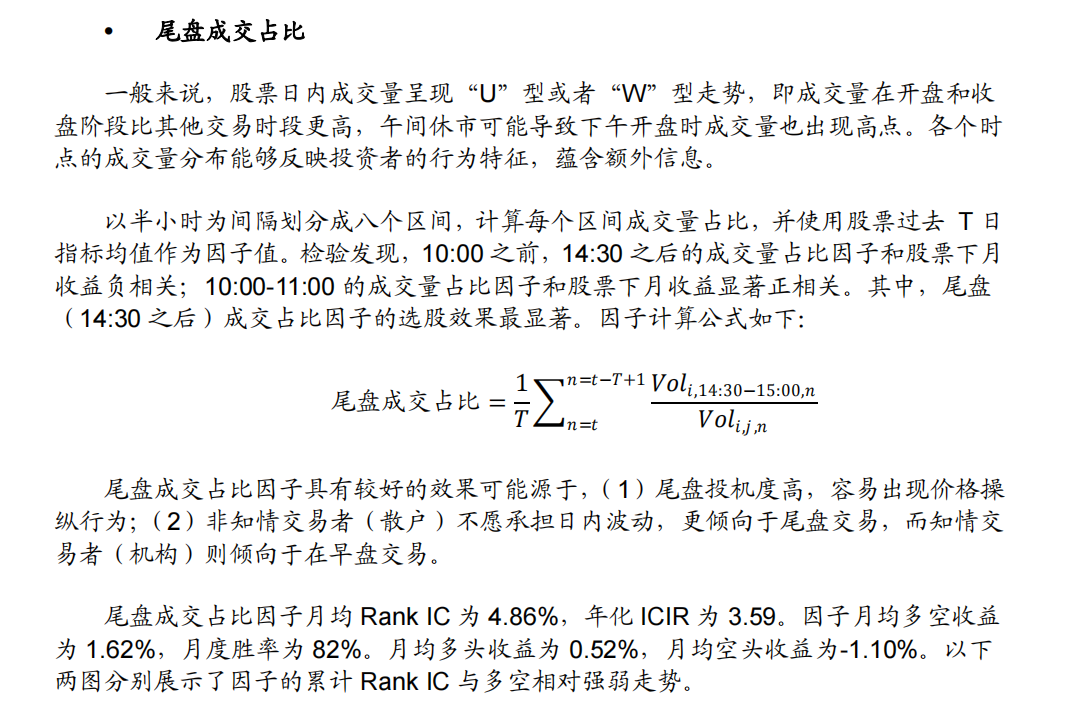 • 尾盘成交占比
一般来说，股票日内成交量呈现“U”型或者“W”型走势，即成交量在开盘和收
盘阶段比其他交易时段更高，午间休市可能导致下午开盘时成交量也出现高点。各个时
点的成交量分布能够反映投资者的行为特征，蕴含额外信息。
以半小时为间隔划分成八个区间，计算每个区间成交量占比，并使用股票过去 T 日
指标均值作为因子值。检验发现，10:00 之前，14:30 之后的成交量占比因子和股票下月
收益负相关；10:00-11:00 的成交量占比因子和股票下月收益显著正相关。其中，尾盘
（14:30 之后）成交占比因子的选股效果最显著。因子计算公式如下：
尾盘成交占比 = \frac{1}{T} \sum_{n=t}^{n=t-T+1} \frac{Vol_{i,14:30-15:00,n}}{Vol_{i,j,n}}
尾盘成交占比因子具有较好的效果可能源于，（1）尾盘投机度高，容易出现价格操
纵行为；（2）非知情交易者（散户）不愿承担日内波动，更倾向于尾盘交易，而知情交
易者（机构）则倾向于在早盘交易。
尾盘成交占比因子月均 Rank IC 为 4.86%，年化 ICIR 为 3.59。因子月均多空收益
为 1.62%，月度胜率为 82%。月均多头收益为 0.52%，月均空头收益为-1.10%。以下
两图分别展示了因子的累计 Rank IC 与多空相对强弱走势。